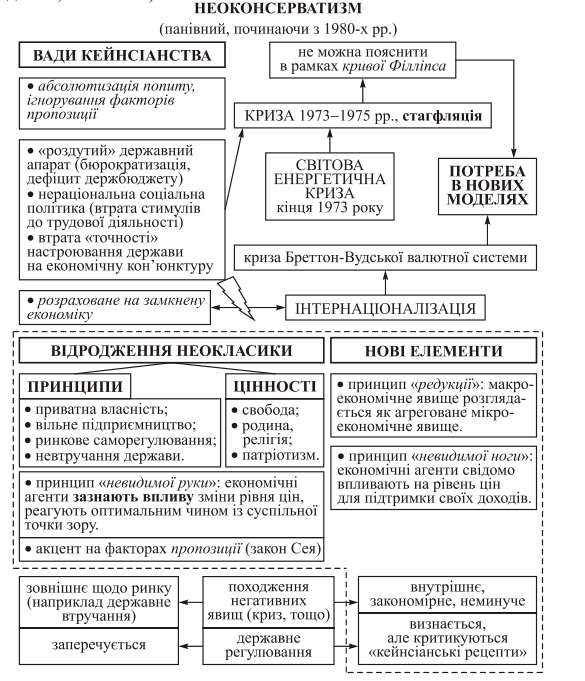 НЕОКОНСЕРВАТИЗМ
(панівний, починаючи з 1980-х рр.)
ВАДИ КЕЙНСІАНСТВА
• абсолютизація попиту,
ігнорування факторів
пропозиції
• «роздутий» державний
апарат (бюрократизація,
дефіцит держбюджету)
• нераціональна соціальна
політика (втрата стимулів
до трудової діяльності)
• втрата «точності»
настроювання держави
на економічну кон’юнктуру
• розраховане на замкнену
економіку
не можна пояснити
в рамках кривої Філліпса
КРИЗА 1973–1975 рр., стагфляція
СВІТОВА
ЕНЕРГЕТИЧНА
КРИЗА
кінця 1973 року
ПОТРЕБА
В НОВИХ
МОДЕЛЯХ
криза Бреттон-Вудської валютної системи
ІНТЕРНАЦІОНАЛІЗАЦІЯ
ВІДРОДЖЕННЯ НЕОКЛАСИКИ
ПРИНЦИПИ
• приватна власність;
• вільне підприємництво;
• ринкове саморегулювання;
• невтручання держави.
ЦІННОСТІ
• свобода;
• родина,
релігія;
• патріотизм.
• принцип «невидимої руки»: економічні
агенти зазнають впливу зміни рівня цін,
реагують оптимальним чином із суспільної
точки зору.
• акцент на факторах пропозиції (закон Сея)
НОВІ ЕЛЕМЕНТИ
• принцип «редукції»: макро-
економічне явище розгляда-
ється як агреговане мікро-
економічне явище.
• принцип «невидимої ноги»:
економічні агенти свідомо
впливають на рівень цін
для підтримки своїх доходів.
зовнішнє щодо ринку
(наприклад державне
втручання)
походження
негативних
явищ (криз, тощо)
внутрішнє,
закономірне, неминуче
заперечується
державне
регулювання
визнається,
але критикуються
«кейнсіанські рецепти»